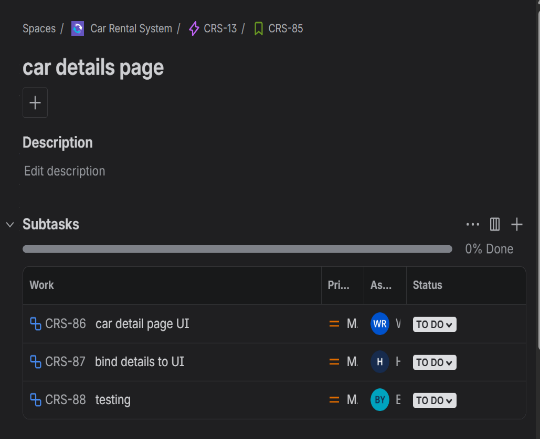 Spaces / Car Rental System / CRS-13 / CRS-85
car details page
Description
Edit description
Subtasks
0% Done
Work Pri... As... Status
CRS-86 car detail page UI M. WR TO DO
CRS-87 bind details to UI M. H TO DO
CRS-88 testing M. BY TO DO